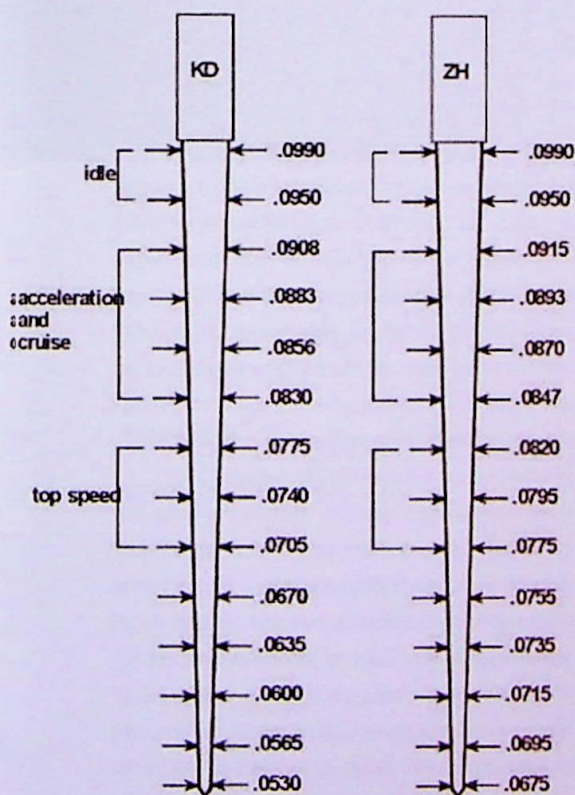 KD ZH
.0990 .0990
idle
.0950 .0950
.0908 .0915
.0883 .0893
acceleration
and
cruise
.0856 .0870
.0830 .0847
.0775 .0820
top speed .0740 .0795
.0705 .0775
.0670 .0755
.0635 .0735
.0600 .0715
.0565 .0695
.0530 .0675